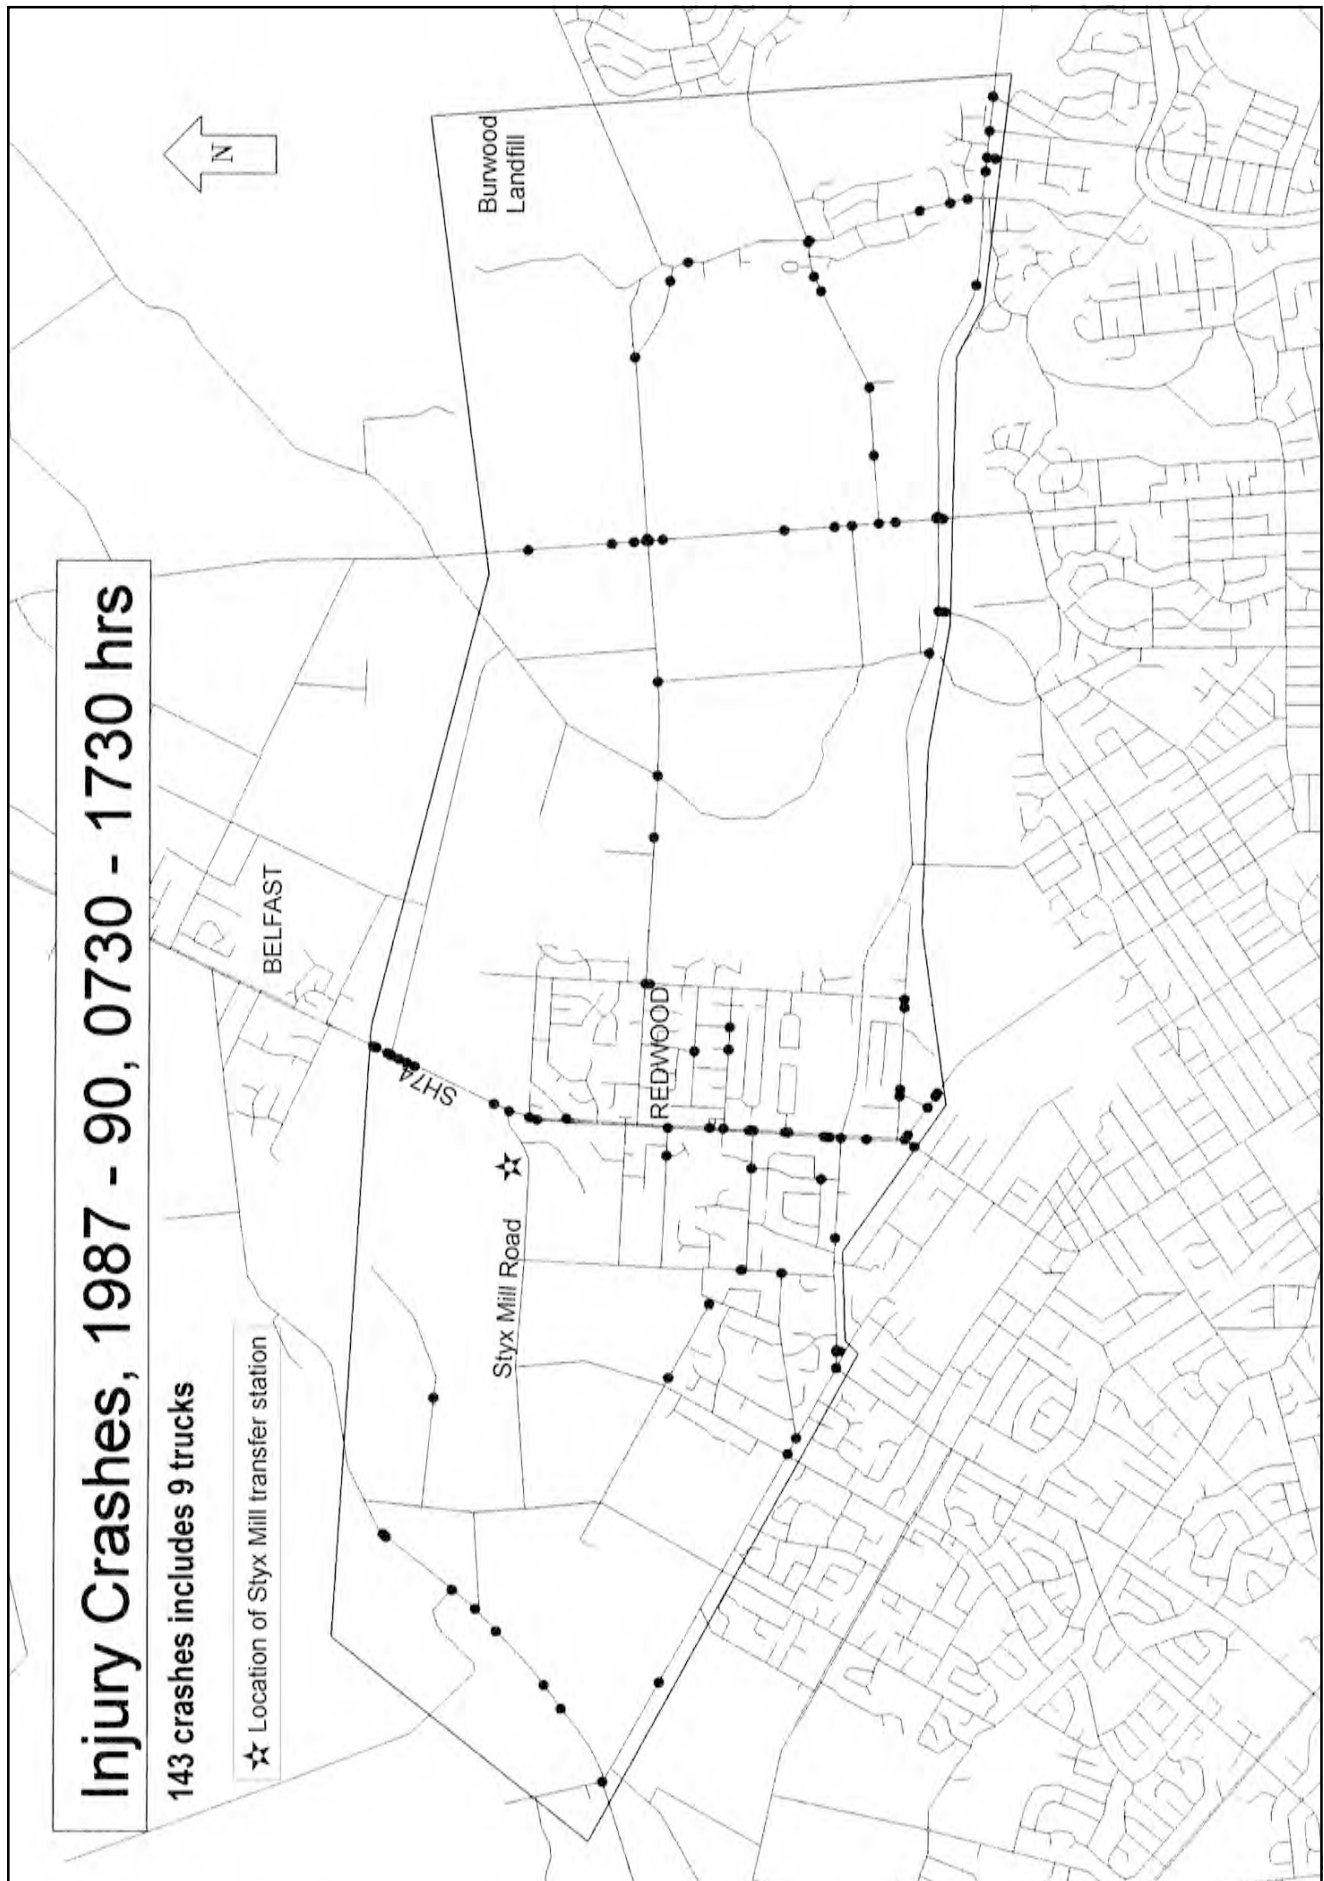 Injury Crashes, 1987 - 90, 0730 - 1730 hrs
143 crashes includes 9 trucks
Location of Styx Mill transfer station
N
BELFAST
Burwood
Landfill
SH74
Styx Mill Road
REDWOOD